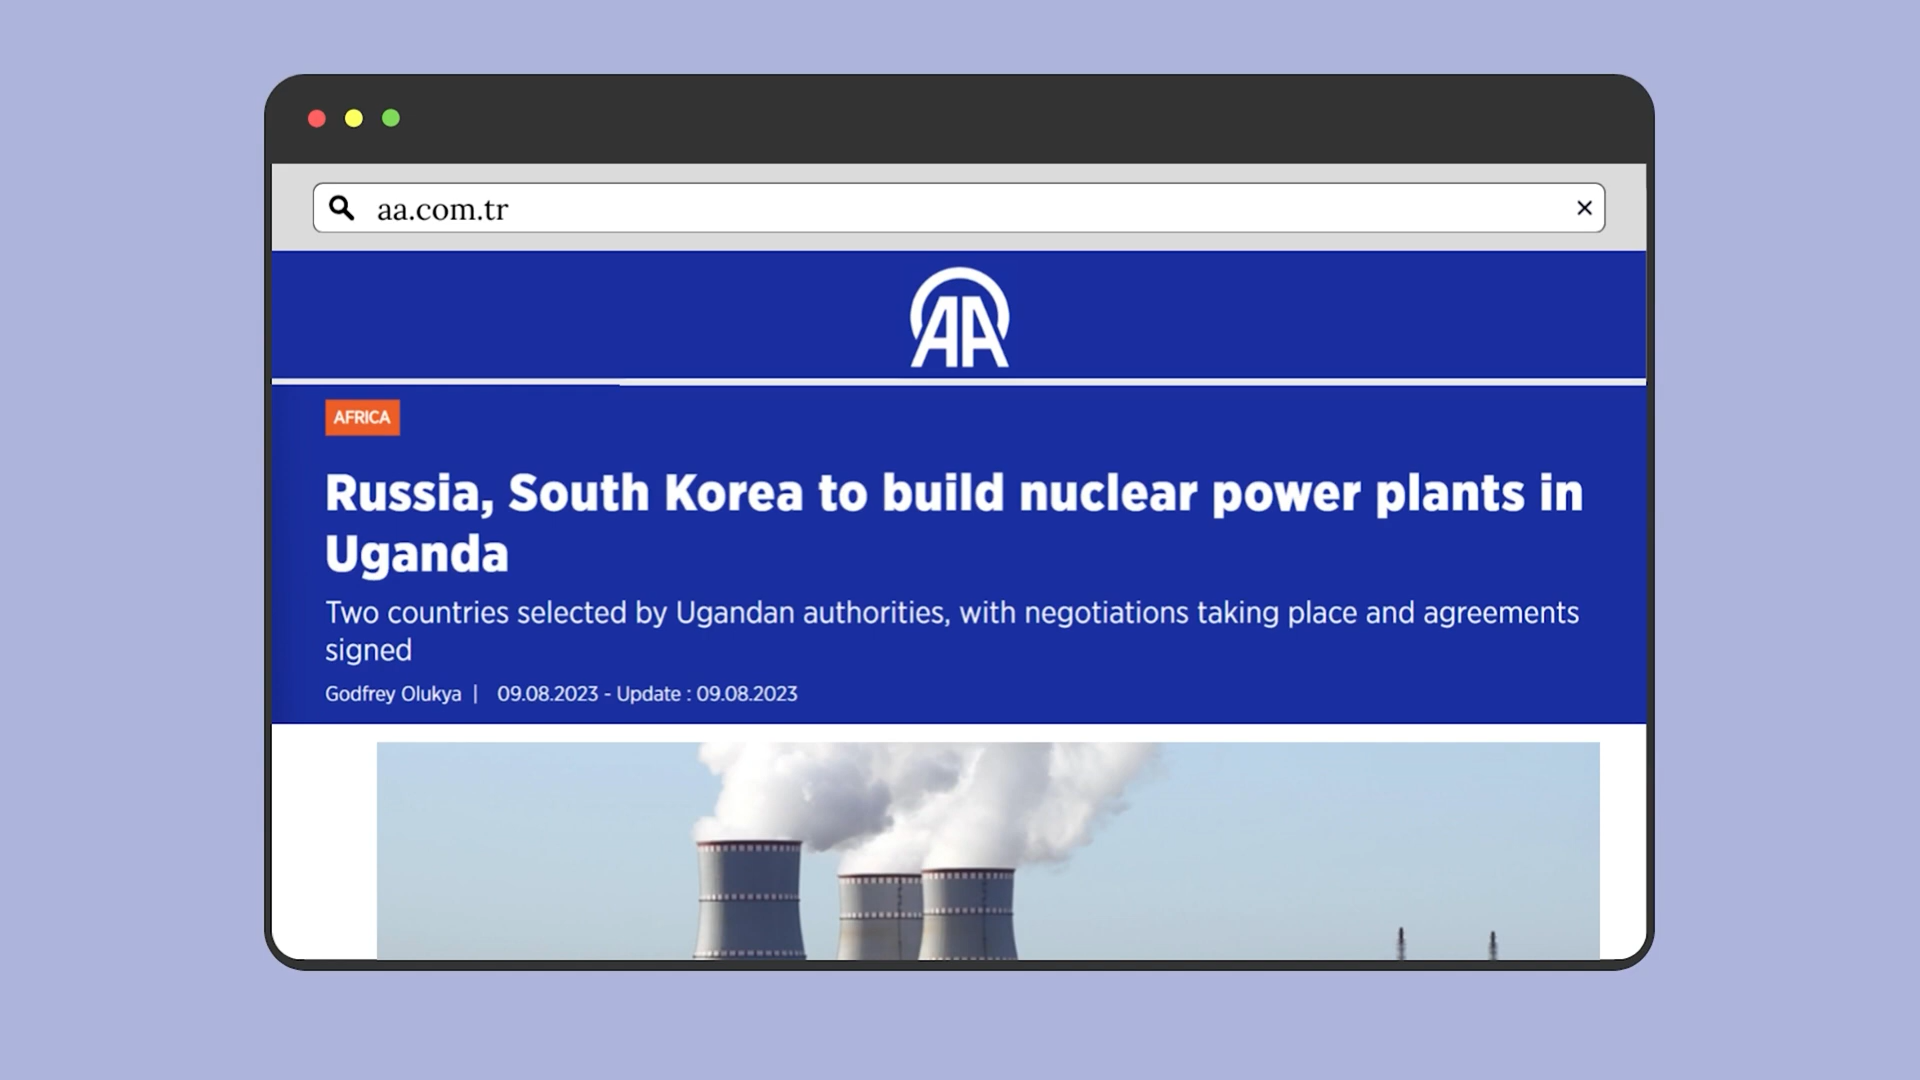 aa.com.tr
AA
AFRICA
Russia, South Korea to build nuclear power plants in
Uganda
Two countries selected by Ugandan authorities, with negotiations taking place and agreements
signed
Godfrey Olukya | 09.08.2023 - Update : 09.08.2023